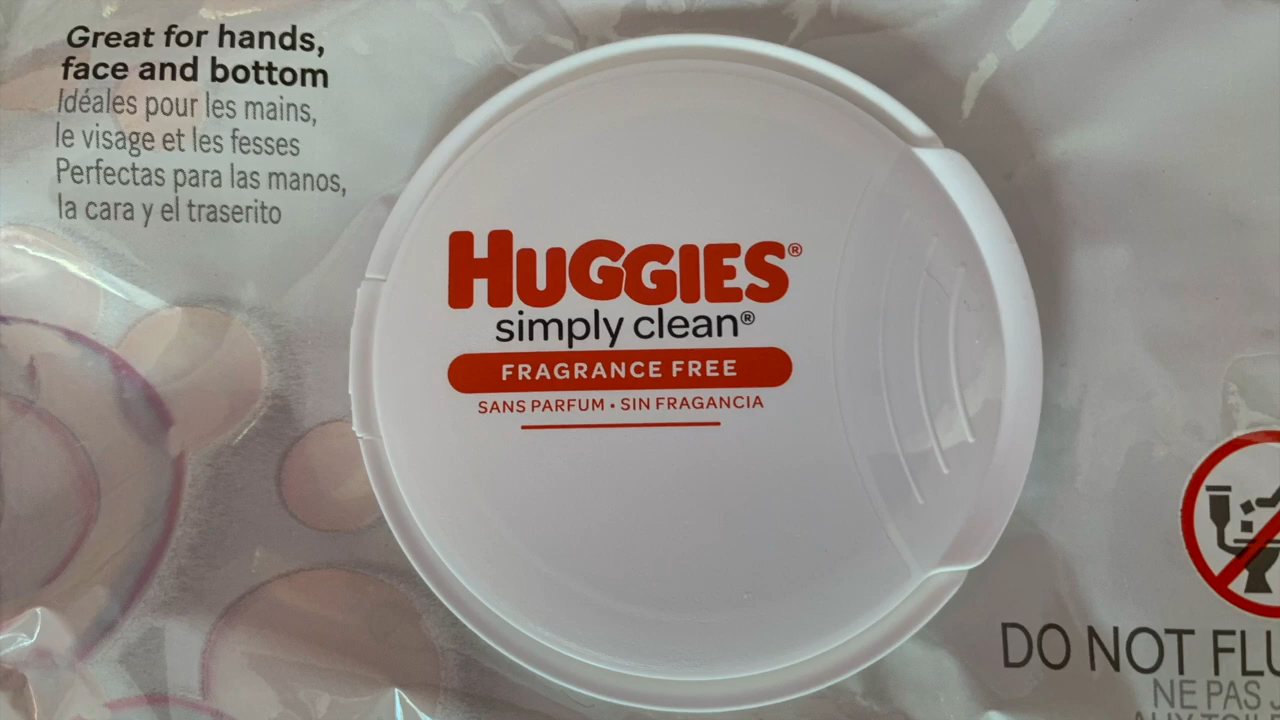 Great for hands,
face and bottom
Idéales pour les mains,
le visage et les fesses
Perfectas para las manos,
la cara y el traserito
HUGGIES®
simply clean®
FRAGRANCE FREE
SANS PARFUM • SIN FRAGANCIA
DO NOT
NE PAS